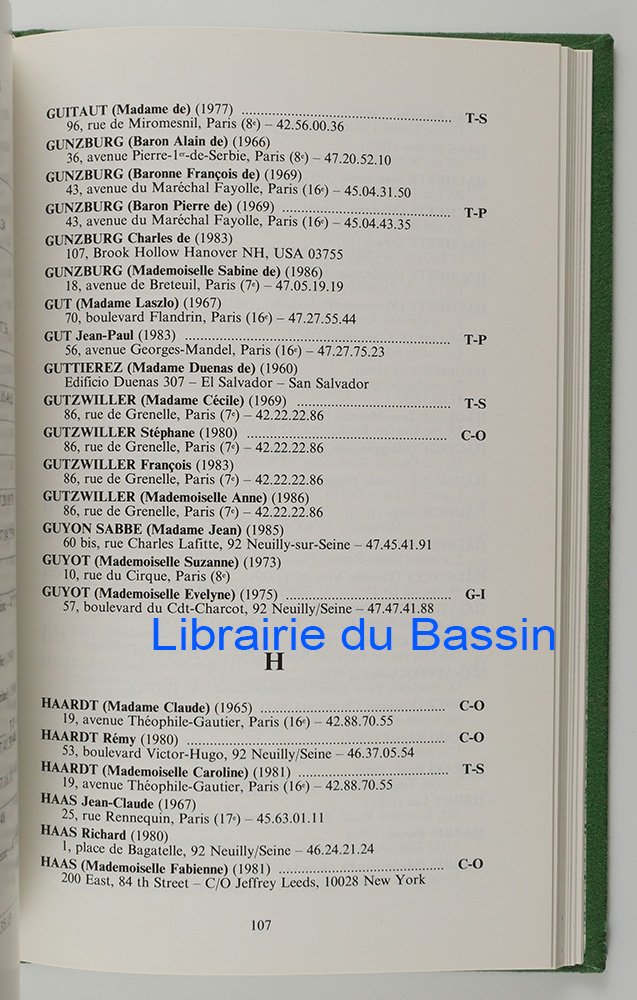 GUITAUT (Madame de) (1977) .................................................... T-S
96, rue de Miromesnil, Paris (8e) – 42.56.00.36
GUNZBURG (Baron Alain de) (1966)
36, avenue Pierre-1er-de-Serbie, Paris (8e) – 47.20.52.10
GUNZBURG (Baronne François de) (1969)
43, avenue du Maréchal Fayolle, Paris (16e) – 45.04.31.50
GUNZBURG (Baron Pierre de) (1969) .......................................... T-P
43, avenue du Maréchal Fayolle, Paris (16e) – 45.04.43.35
GUNZBURG Charles de (1983)
107, Brook Hollow Hanover NH, USA 03755
GUNZBURG (Mademoiselle Sabine de) (1986)
18, avenue de Breteuil, Paris (7e) – 47.05.19.19
GUT (Madame Laszlo) (1967)
70, boulevard Flandrin, Paris (16e) – 47.27.55.44
GUT Jean-Paul (1983) ................................................................ T-P
56, avenue Georges-Mandel, Paris (16e) – 47.27.75.23
GUTTIEREZ (Madame Duenas de) (1960)
Edificio Duenas 307 – El Salvador – San Salvador
GUTZWILLER (Madame Cécile) (1969) ........................................ T-S
86, rue de Grenelle, Paris (7e) – 42.22.22.86
GUTZWILLER Stéphane (1980) .................................................. C-O
86, rue de Grenelle, Paris (7e) – 42.22.22.86
GUTZWILLER François (1983)
86, rue de Grenelle, Paris (7e) – 42.22.22.86
GUTZWILLER (Mademoiselle Anne) (1986)
86, rue de Grenelle, Paris (7e) – 42.22.22.86
GUYON SABBE (Madame Jean) (1985)
60 bis, rue Charles Lafitte, 92 Neuilly-sur-Seine – 47.45.41.91
GUYOT (Mademoiselle Suzanne) (1973)
10, rue du Cirque, Paris (8e)
GUYOT (Mademoiselle Evelyne) (1975) ........................................ G-I
57, boulevard du Cdt-Charcot, 92 Neuilly/Seine – 47.47.41.88
Librairie du Bassin
H
HAARDT (Madame Claude) (1965) .............................................. C-O
19, avenue Théophile-Gautier, Paris (16e) – 42.88.70.55
HAARDT Rémy (1980) ................................................................ C-O
53, boulevard Victor-Hugo, 92 Neuilly/Seine – 46.37.05.54
HAARDT (Mademoiselle Caroline) (1981) .................................... T-S
19, avenue Théophile-Gautier, Paris (16e) – 42.88.70.55
HAAS Jean-Claude (1967)
25, rue Rennequin, Paris (17e) – 45.63.01.11
HAAS Richard (1980)
1, place de Bagatelle, 92 Neuilly/Seine – 46.24.21.24
HAAS (Mademoiselle Fabienne) (1981) ........................................ C-O
200 East, 84 th Street – C/O Jeffrey Leeds, 10028 New York
107